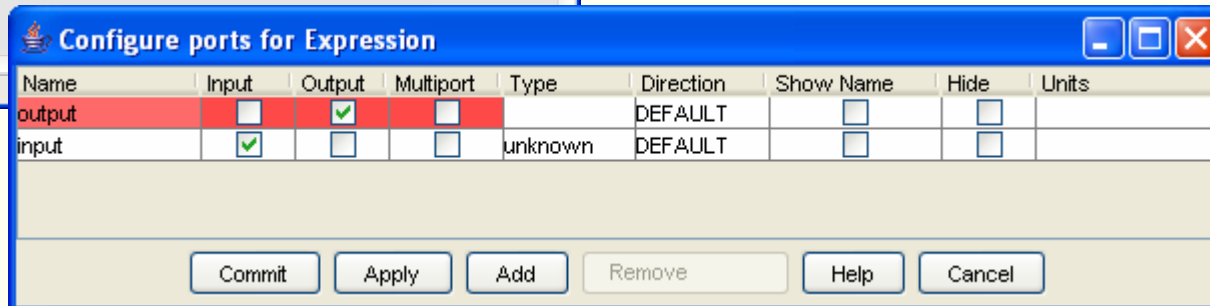 Configure ports for Expression
Name Input Output Multiport Type Direction Show Name Hide Units
output DEFAULT
input unknown DEFAULT
Commit Apply Add Remove Help Cancel